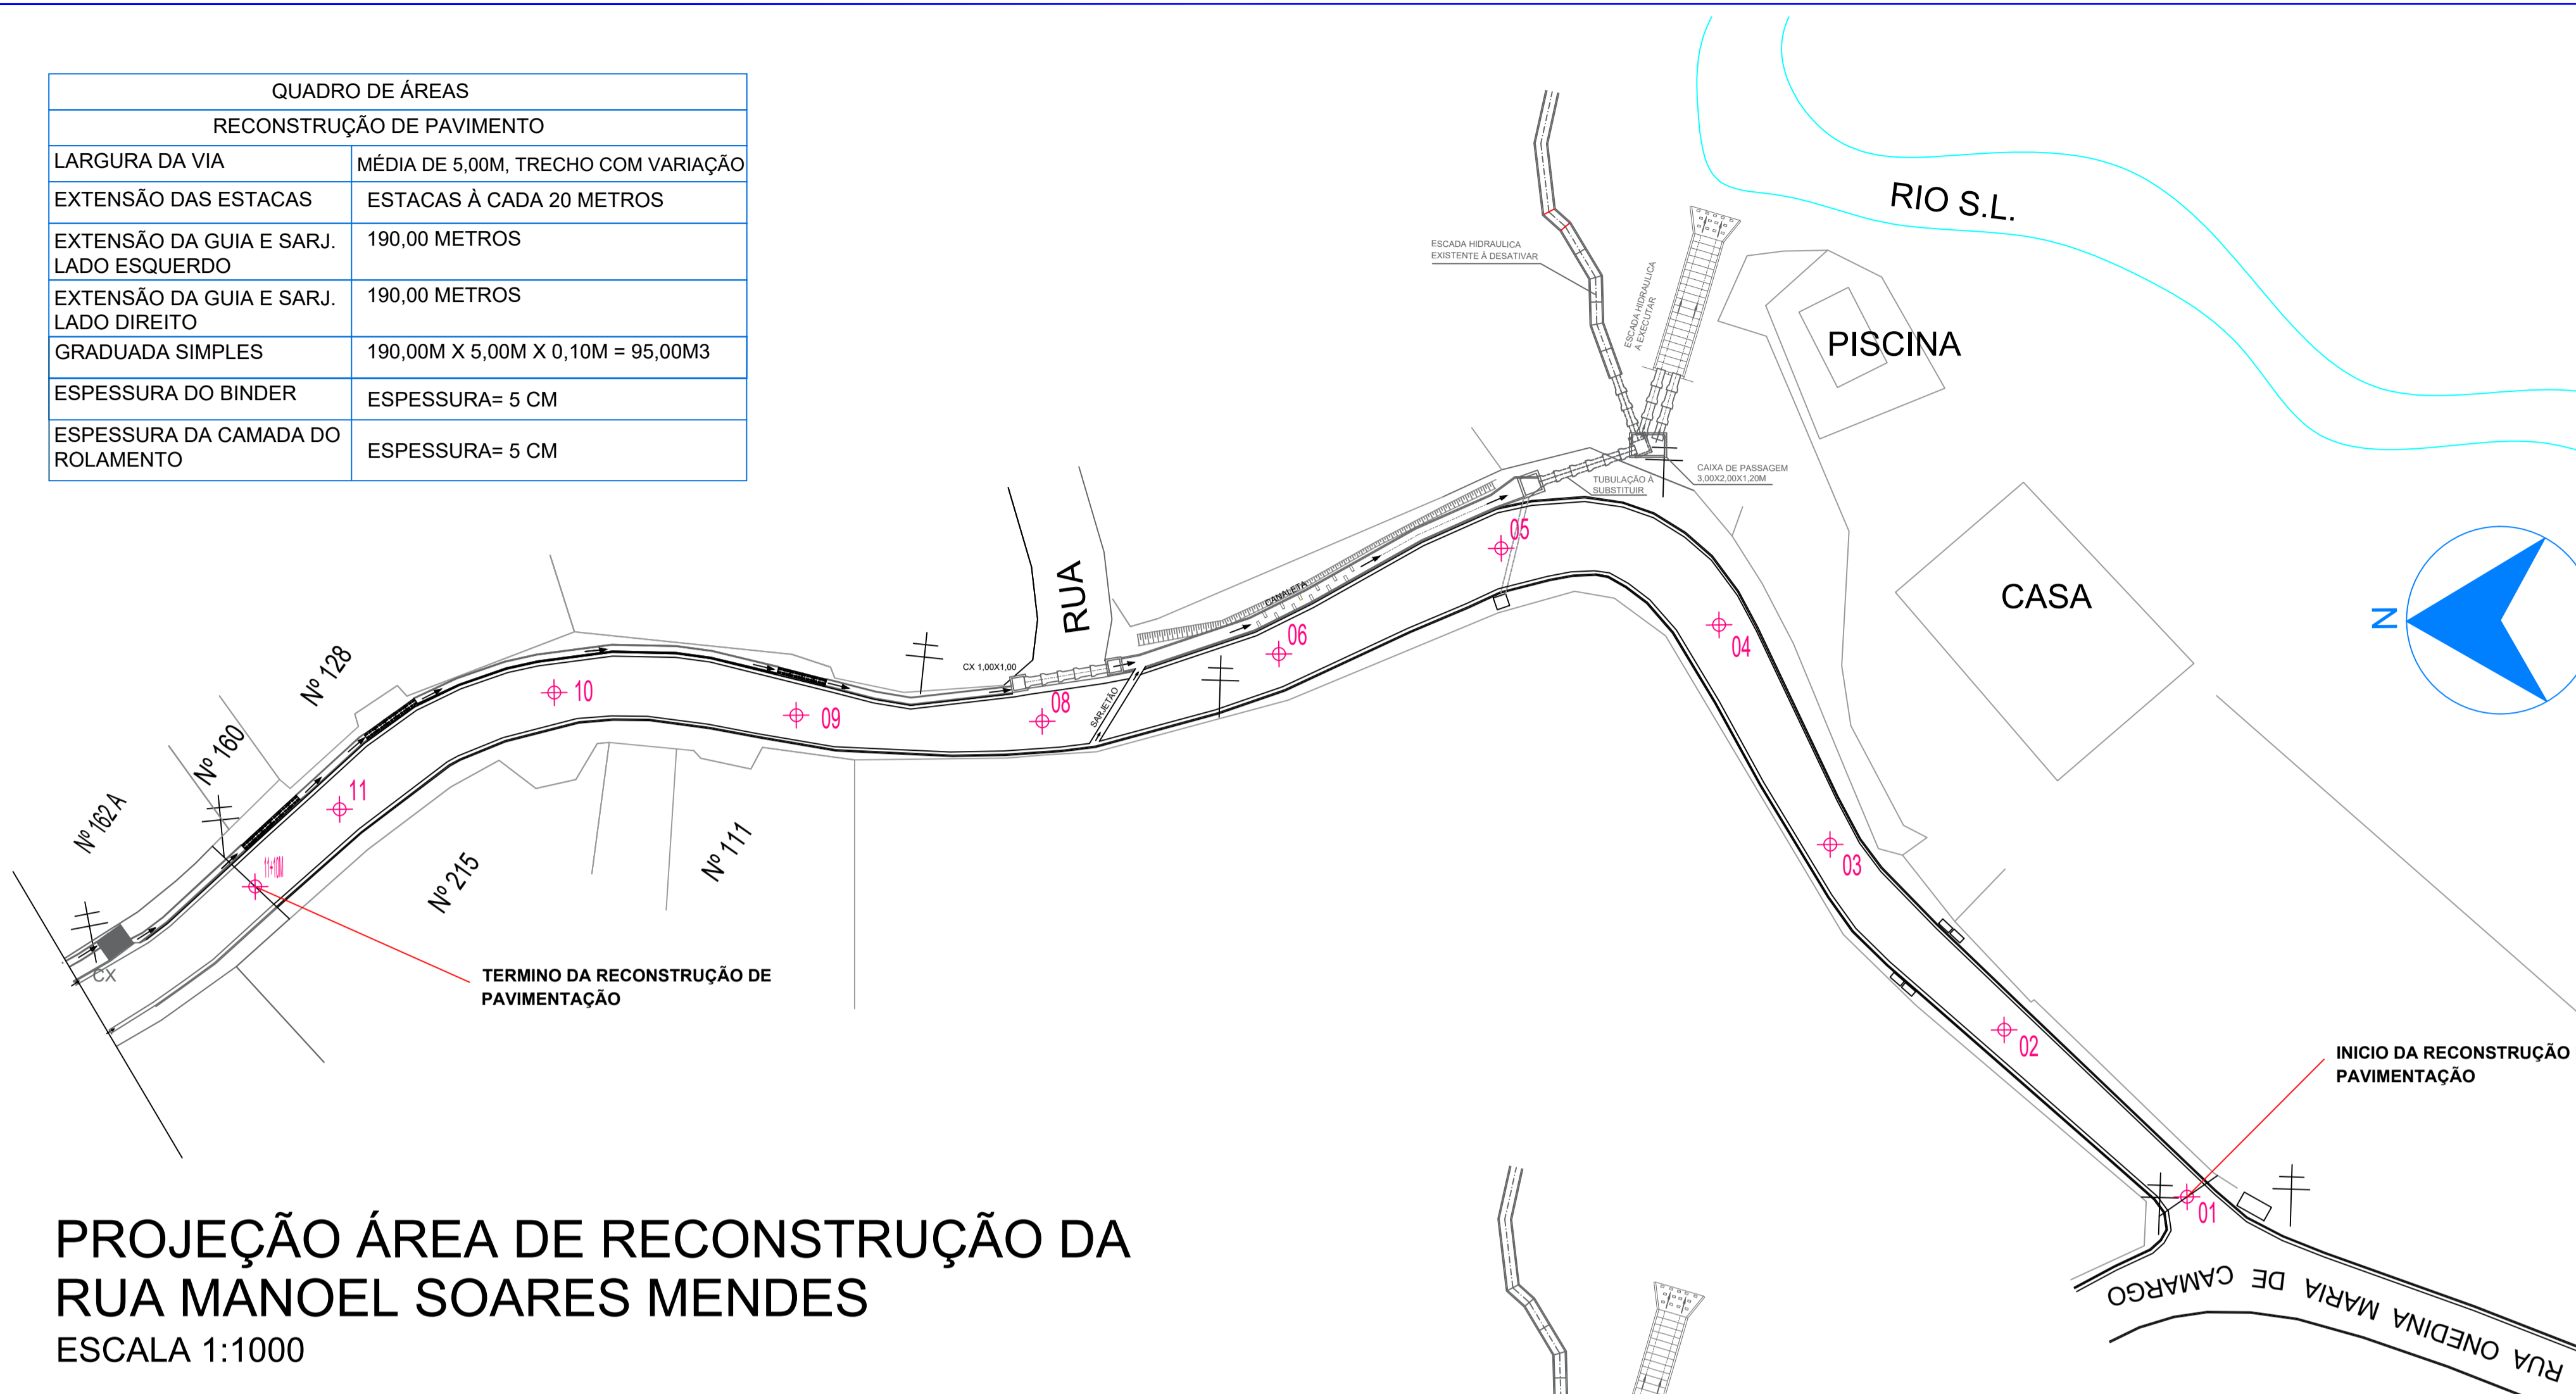 QUADRO DE ÁREAS
RECONSTRUÇÃO DE PAVIMENTO
LARGURA DA VIA
MÉDIA DE 5,00M, TRECHO COM VARIAÇÃO
EXTENSÃO DAS ESTACAS
ESTACAS À CADA 20 METROS
EXTENSÃO DA GUIA E SARJ.
LADO ESQUERDO
190,00 METROS
EXTENSÃO DA GUIA E SARJ.
LADO DIREITO
190,00 METROS
GRADUADA SIMPLES
190,00M X 5,00M X 0,10M = 95,00M3
ESPESSURA DO BINDER
ESPESSURA= 5 CM
ESPESSURA DA CAMADA DO
ROLAMENTO
ESPESSURA= 5 CM
RIO S.L.
ESCADA HIDRAULICA
EXISTENTE À DESATIVAR
ESCADA HIDRAULICA
A EXECUTAR
PISCINA
CAIXA DE PASSAGEM
3,00X2,00X1,20M
TUBULAÇÃO À
SUBSTITUIR
CASA
N
RUA
CANALETA
CX 1,00X1,00
SARJETÃO
05
04
06
08
09
10
11
11+10M
03
02
01
Nº 128
Nº 160
Nº 162 A
Nº 215
Nº 111
CX
TERMINO DA RECONSTRUÇÃO DE
PAVIMENTAÇÃO
INICIO DA RECONSTRUÇÃO
PAVIMENTAÇÃO
RUA ONEDINA MARIA DE CAMARGO
PROJEÇÃO ÁREA DE RECONSTRUÇÃO DA
RUA MANOEL SOARES MENDES
ESCALA 1:1000